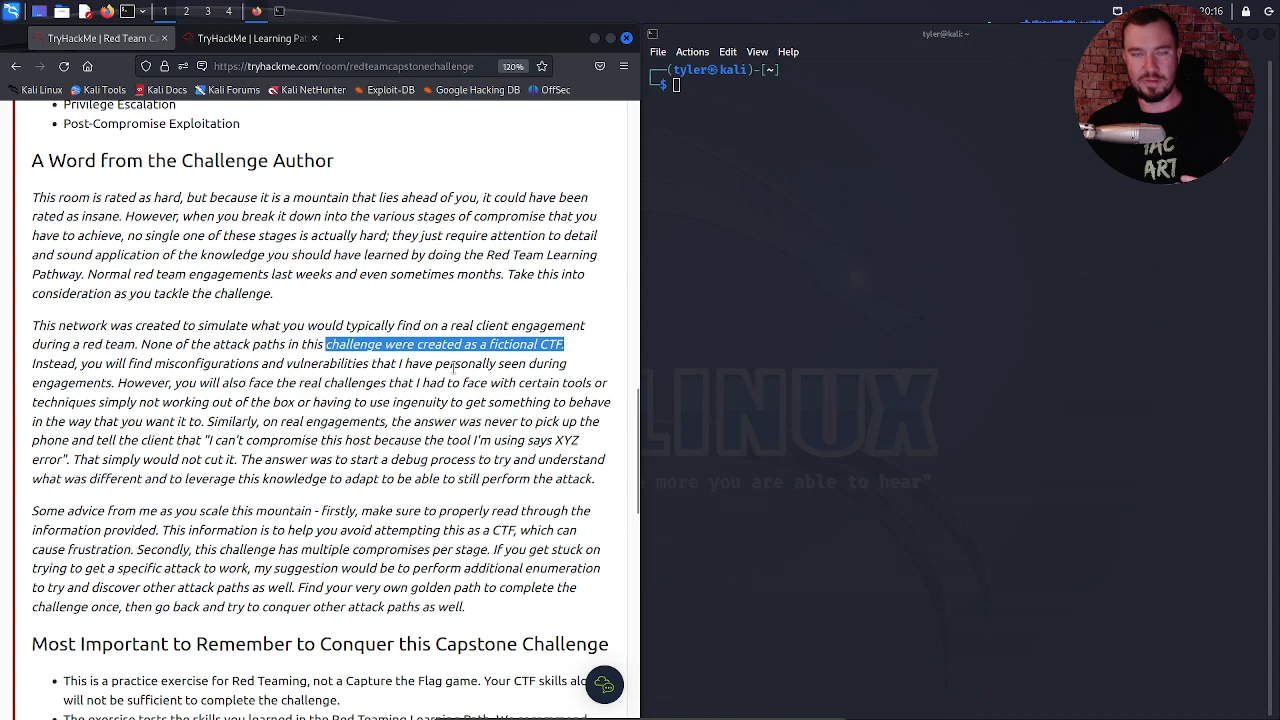 1 2 3 4
20:16
TryHackMe | Red Team C
TryHackMe | Learning Pat
tyler@kali: ~
https://tryhackme.com/room/redteamcapstonechallenge
File Actions Edit View Help
Kali Linux Kali Tools Kali Docs Kali Forums Kali NetHunter Exploit-DB Google Hacking DB OffSec
(tyler㉿kali)-[~]
$
Privilege Escalation
Post-Compromise Exploitation
A Word from the Challenge Author
This room is rated as hard, but because it is a mountain that lies ahead of you, it could have been
rated as insane. However, when you break it down into the various stages of compromise that you
have to achieve, no single one of these stages is actually hard; they just require attention to detail
and sound application of the knowledge you should have learned by doing the Red Team Learning
Pathway. Normal red team engagements last weeks and even sometimes months. Take this into
consideration as you tackle the challenge.
This network was created to simulate what you would typically find on a real client engagement
during a red team. None of the attack paths in this challenge were created as a fictional CTF.
Instead, you will find misconfigurations and vulnerabilities that I have personally seen during
engagements. However, you will also face the real challenges that I had to face with certain tools or
techniques simply not working out of the box or having to use ingenuity to get something to behave
in the way that you want it to. Similarly, on real engagements, the answer was never to pick up the
phone and tell the client that "I can't compromise this host because the tool I'm using says XYZ
error". That simply would not cut it. The answer was to start a debug process to try and understand
what was different and to leverage this knowledge to adapt to be able to still perform the attack.
Some advice from me as you scale this mountain - firstly, make sure to properly read through the
information provided. This information is to help you avoid attempting this as a CTF, which can
cause frustration. Secondly, this challenge has multiple compromises per stage. If you get stuck on
trying to get a specific attack to work, my suggestion would be to perform additional enumeration
to try and discover other attack paths as well. Find your very own golden path to complete the
challenge once, then go back and try to conquer other attack paths as well.
Most Important to Remember to Conquer this Capstone Challenge
This is a practice exercise for Red Teaming, not a Capture the Flag game. Your CTF skills alo
will not be sufficient to complete the challenge.
The exercise tests the skills you learned in the Red Teaming Learning Path. We recommend
LINUX
more you are able to hear"